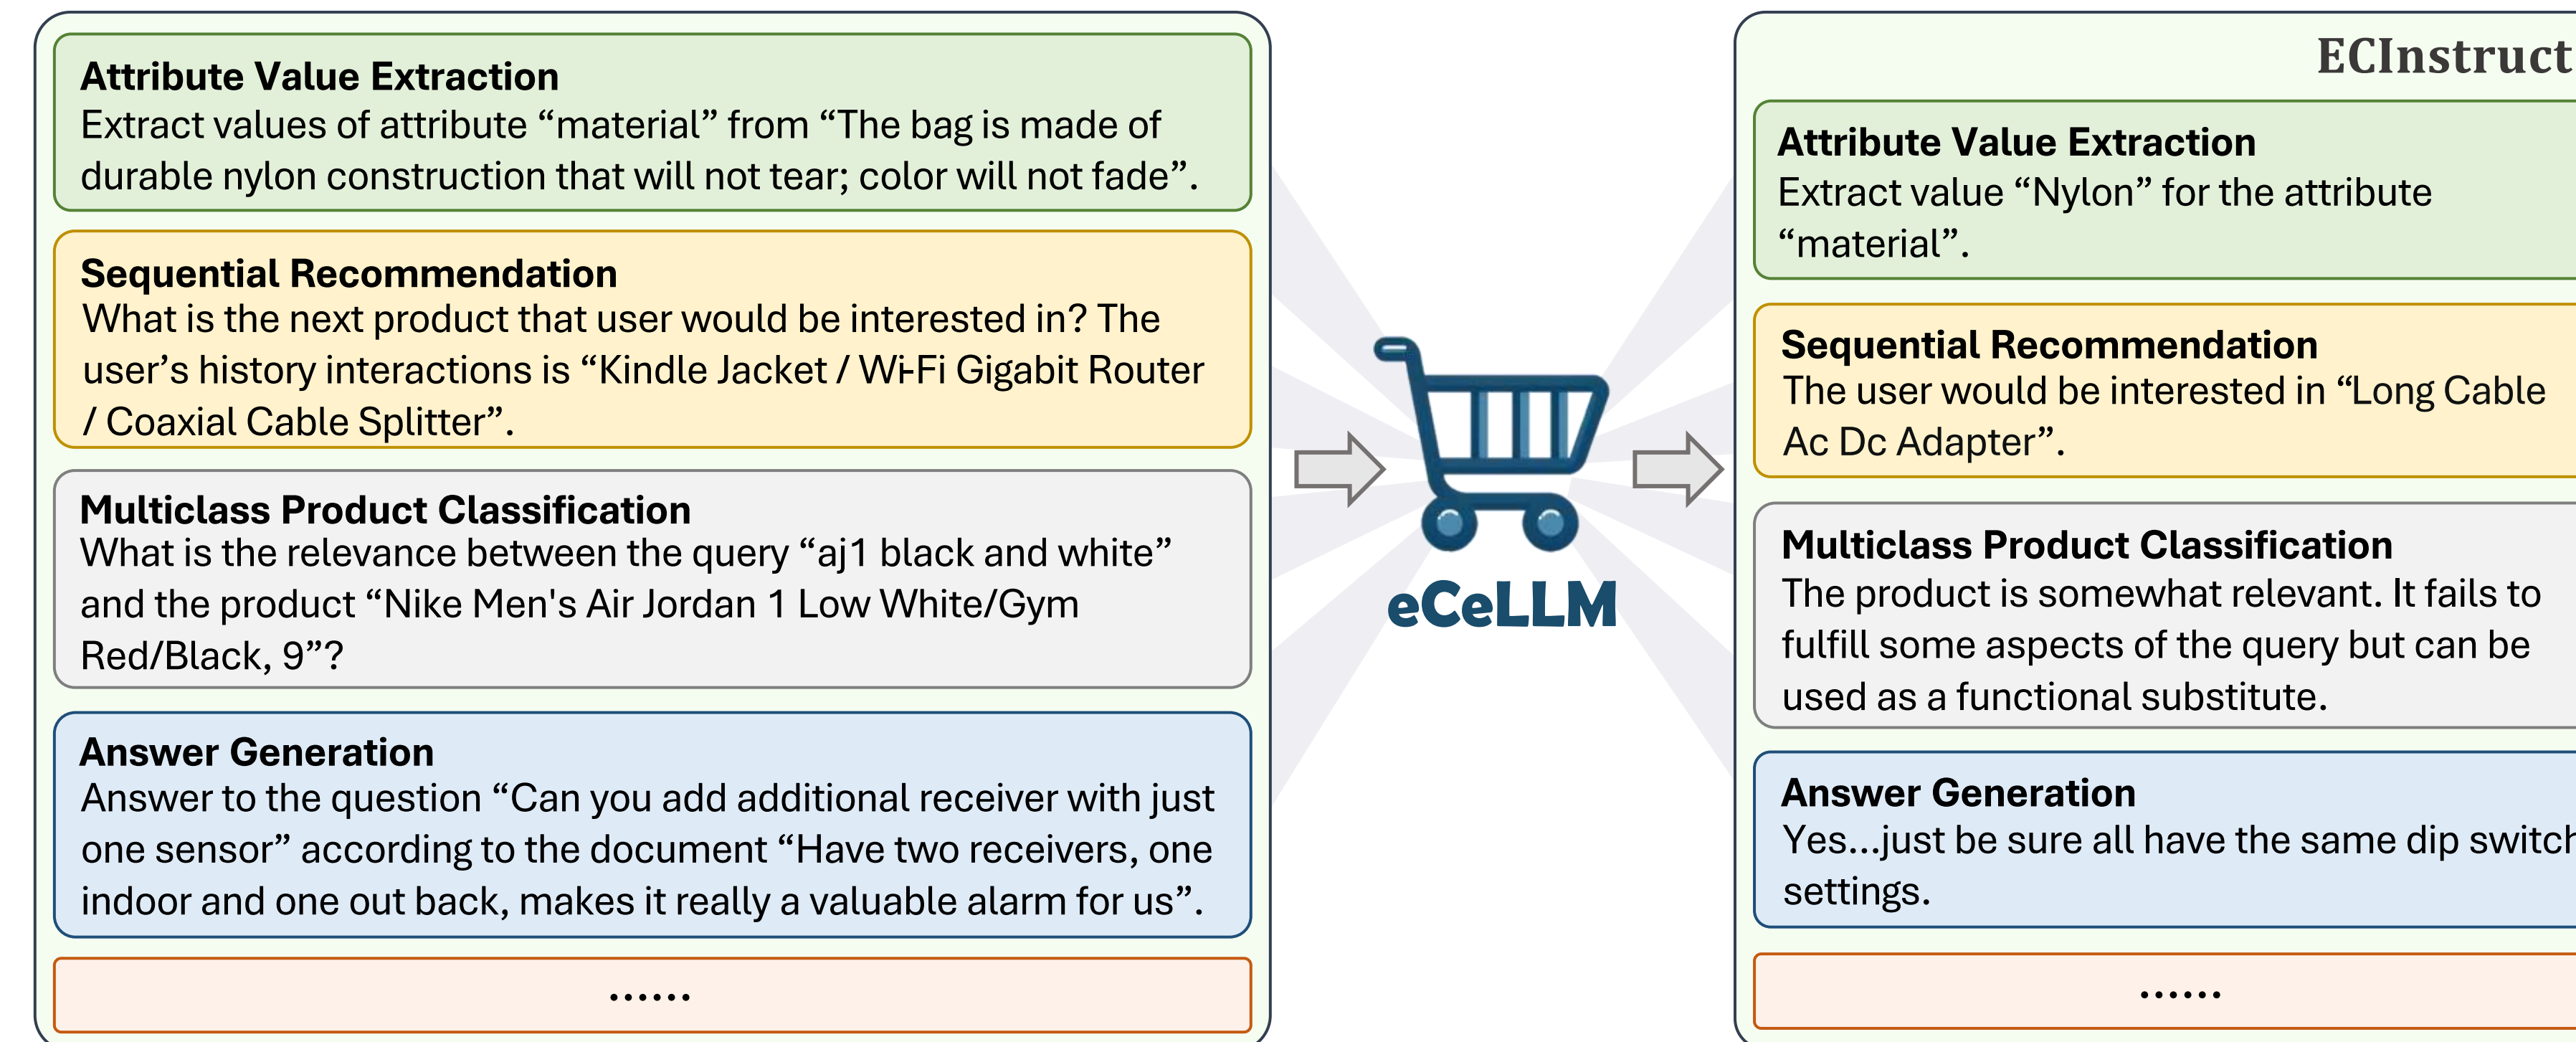 Attribute Value Extraction
Extract values of attribute “material” from “The bag is made of
durable nylon construction that will not tear; color will not fade”.
Sequential Recommendation
What is the next product that user would be interested in? The
user’s history interactions is “Kindle Jacket / Wi-Fi Gigabit Router
/ Coaxial Cable Splitter”.
Multiclass Product Classification
What is the relevance between the query “aj1 black and white”
and the product “Nike Men's Air Jordan 1 Low White/Gym
Red/Black, 9”?
Answer Generation
Answer to the question “Can you add additional receiver with just
one sensor” according to the document “Have two receivers, one
indoor and one out back, makes it really a valuable alarm for us”.
......
eCeLLM
ECInstruct
Attribute Value Extraction
Extract value “Nylon” for the attribute
“material”.
Sequential Recommendation
The user would be interested in “Long Cable
Ac Dc Adapter”.
Multiclass Product Classification
The product is somewhat relevant. It fails to
fulfill some aspects of the query but can be
used as a functional substitute.
Answer Generation
Yes...just be sure all have the same dip switch
settings.
......